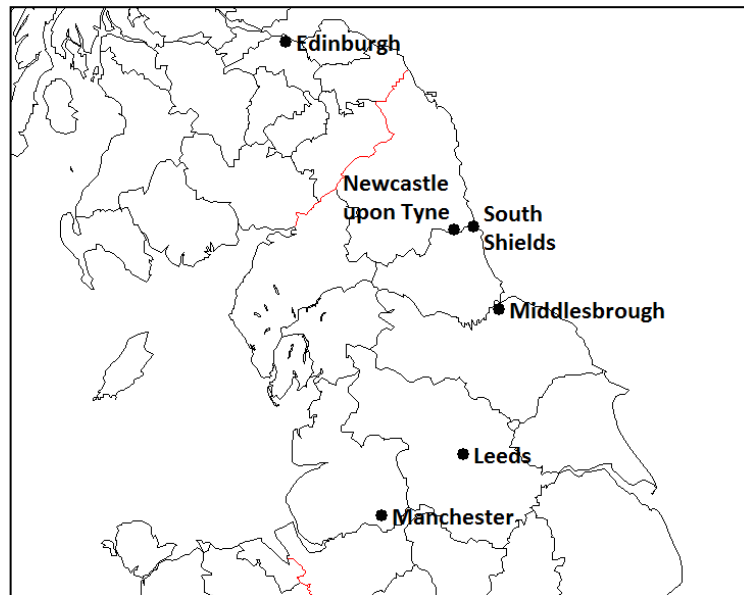 Edinburgh
Newcastle
upon Tyne
South
Shields
Middlesbrough
Leeds
Manchester